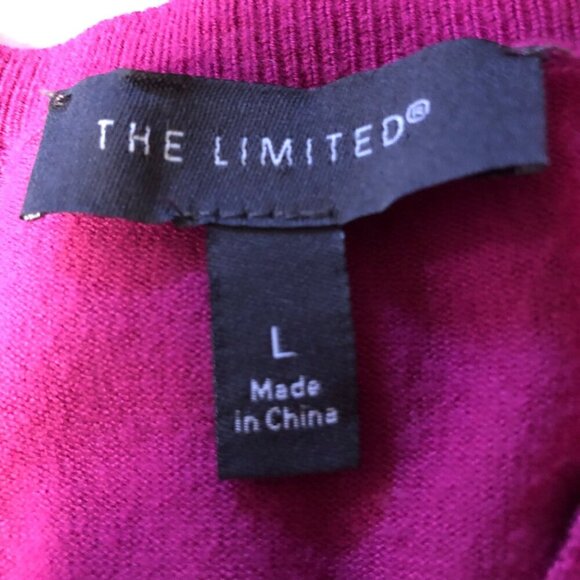 THE LIMITED®
L
Made
in China